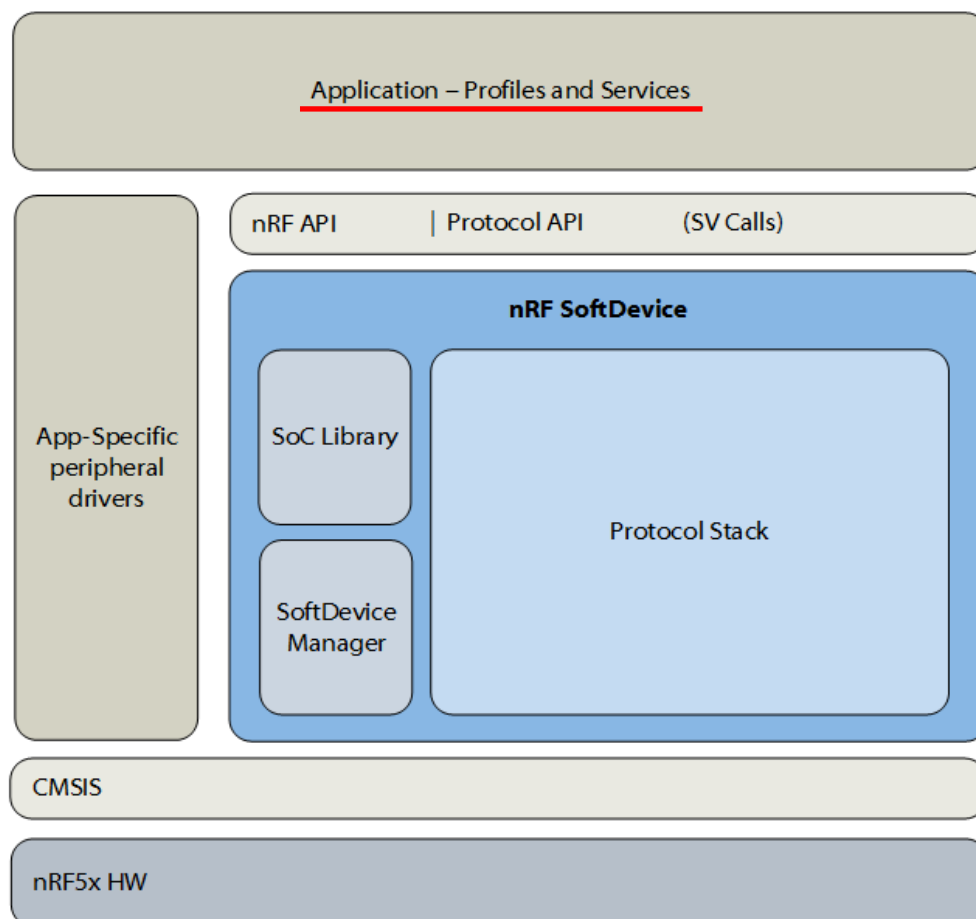 Application – Profiles and Services
nRF API | Protocol API (SV Calls)
nRF SoftDevice
App-Specific
peripheral
drivers
SoC Library
Protocol Stack
SoftDevice
Manager
CMSIS
nRF5x HW